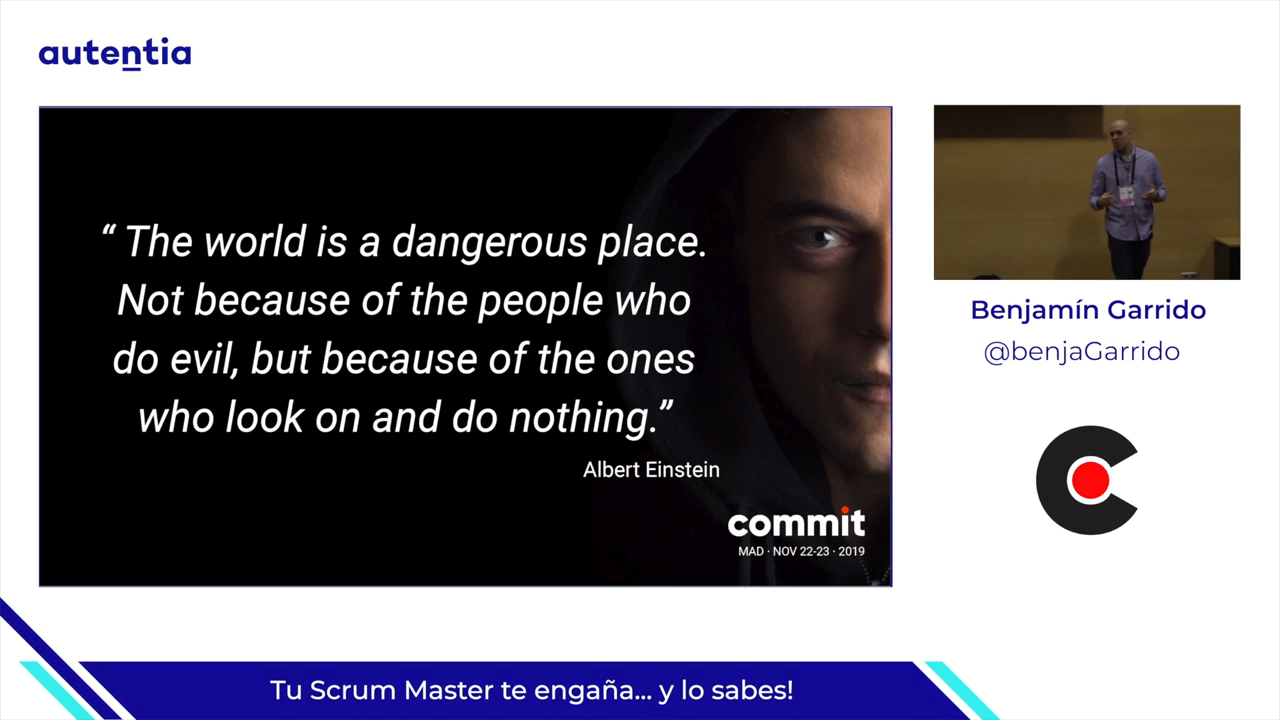 autentia
“ The world is a dangerous place.
Not because of the people who
do evil, but because of the ones
who look on and do nothing.”
Albert Einstein
commit
MAD · NOV 22-23 · 2019
Benjamín Garrido
@benjaGarrido
Tu Scrum Master te engaña... y lo sabes!